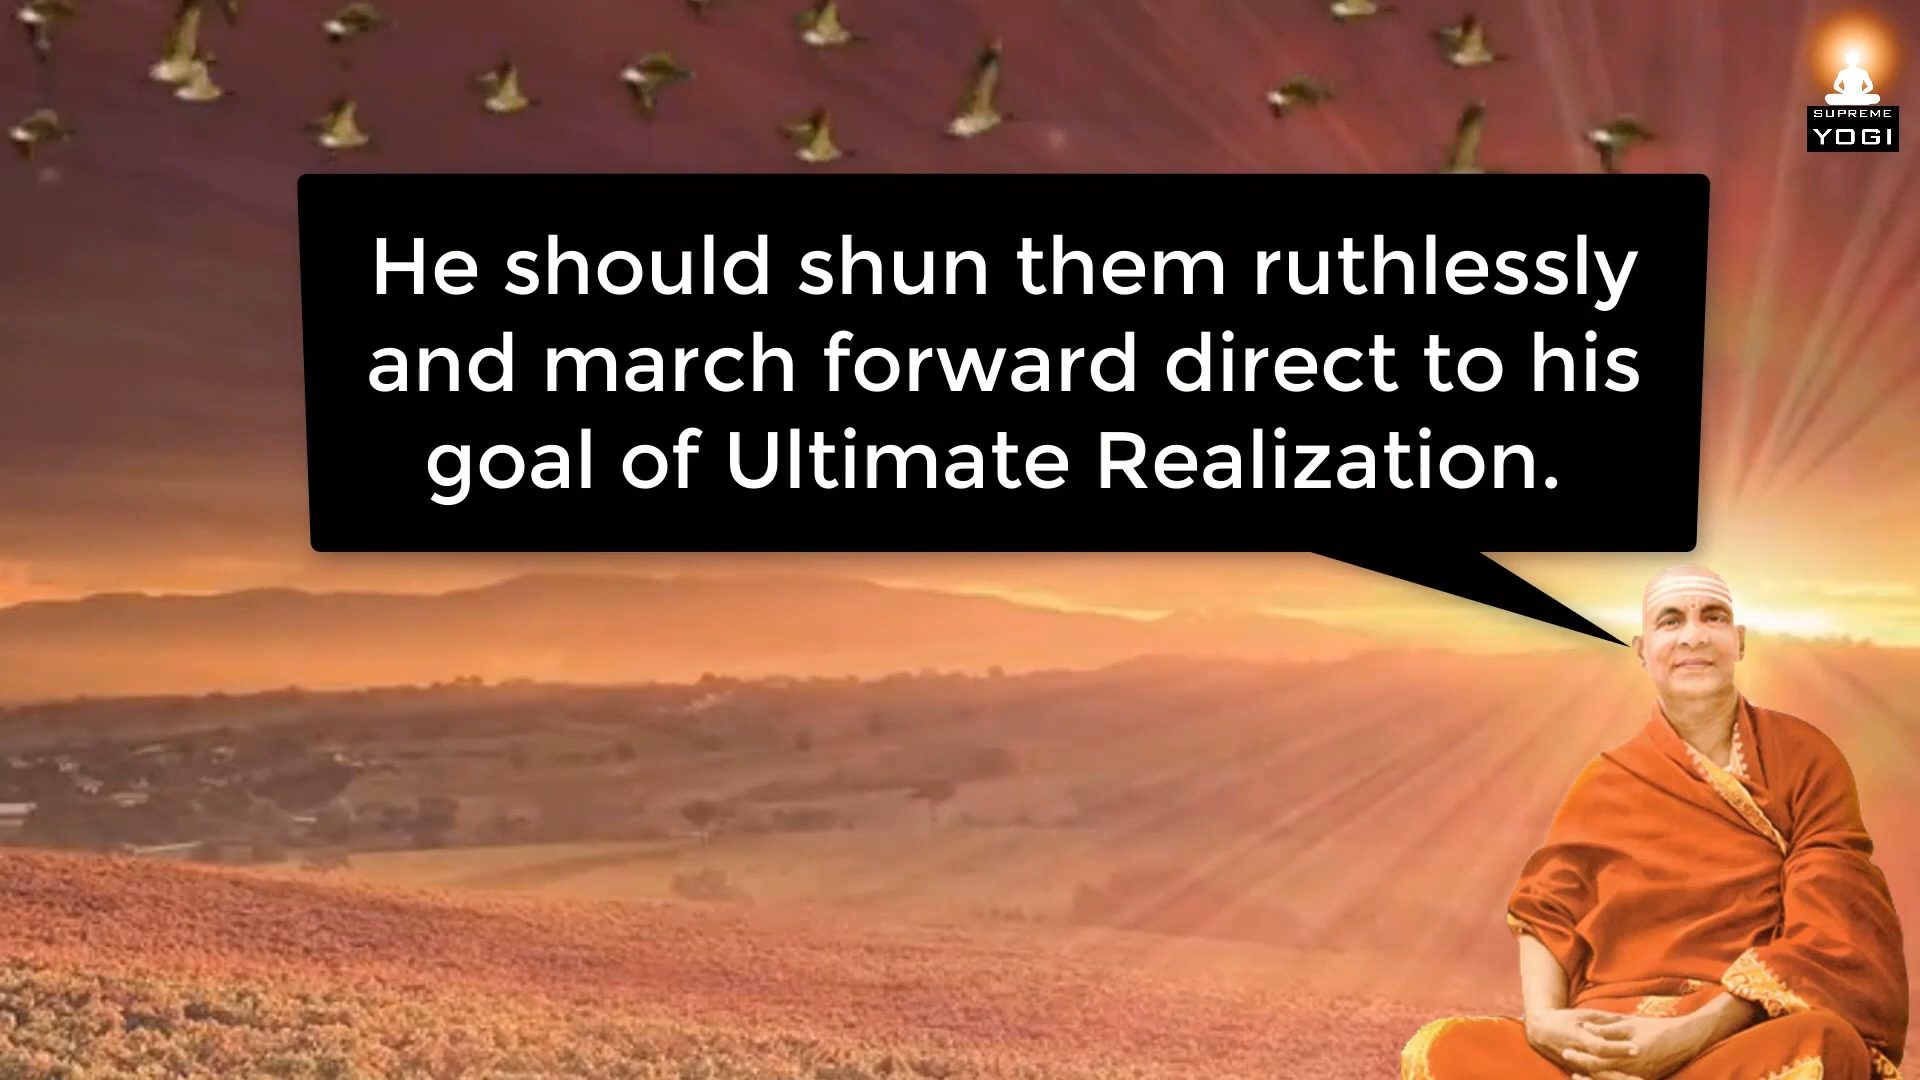 SUPREME
YOGI
He should shun them ruthlessly
and march forward direct to his
goal of Ultimate Realization.